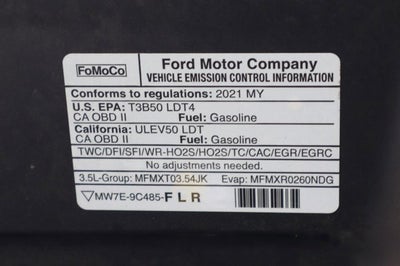 FoMoCo
Ford Motor Company
VEHICLE EMISSION CONTROL INFORMATION
Conforms to regulations: 2021 MY
U.S. EPA: T3B50 LDT4
CA OBD II Fuel: Gasoline
California: ULEV50 LDT
CA OBD II Fuel: Gasoline
TWC/DFI/SFI/WR-HO2S/HO2S/TC/CAC/EGR/EGRC
No adjustments needed.
3.5L-Group: MFMXT03.54JK Evap: MFMXR0260NDG
MW7E-9C485-F L R